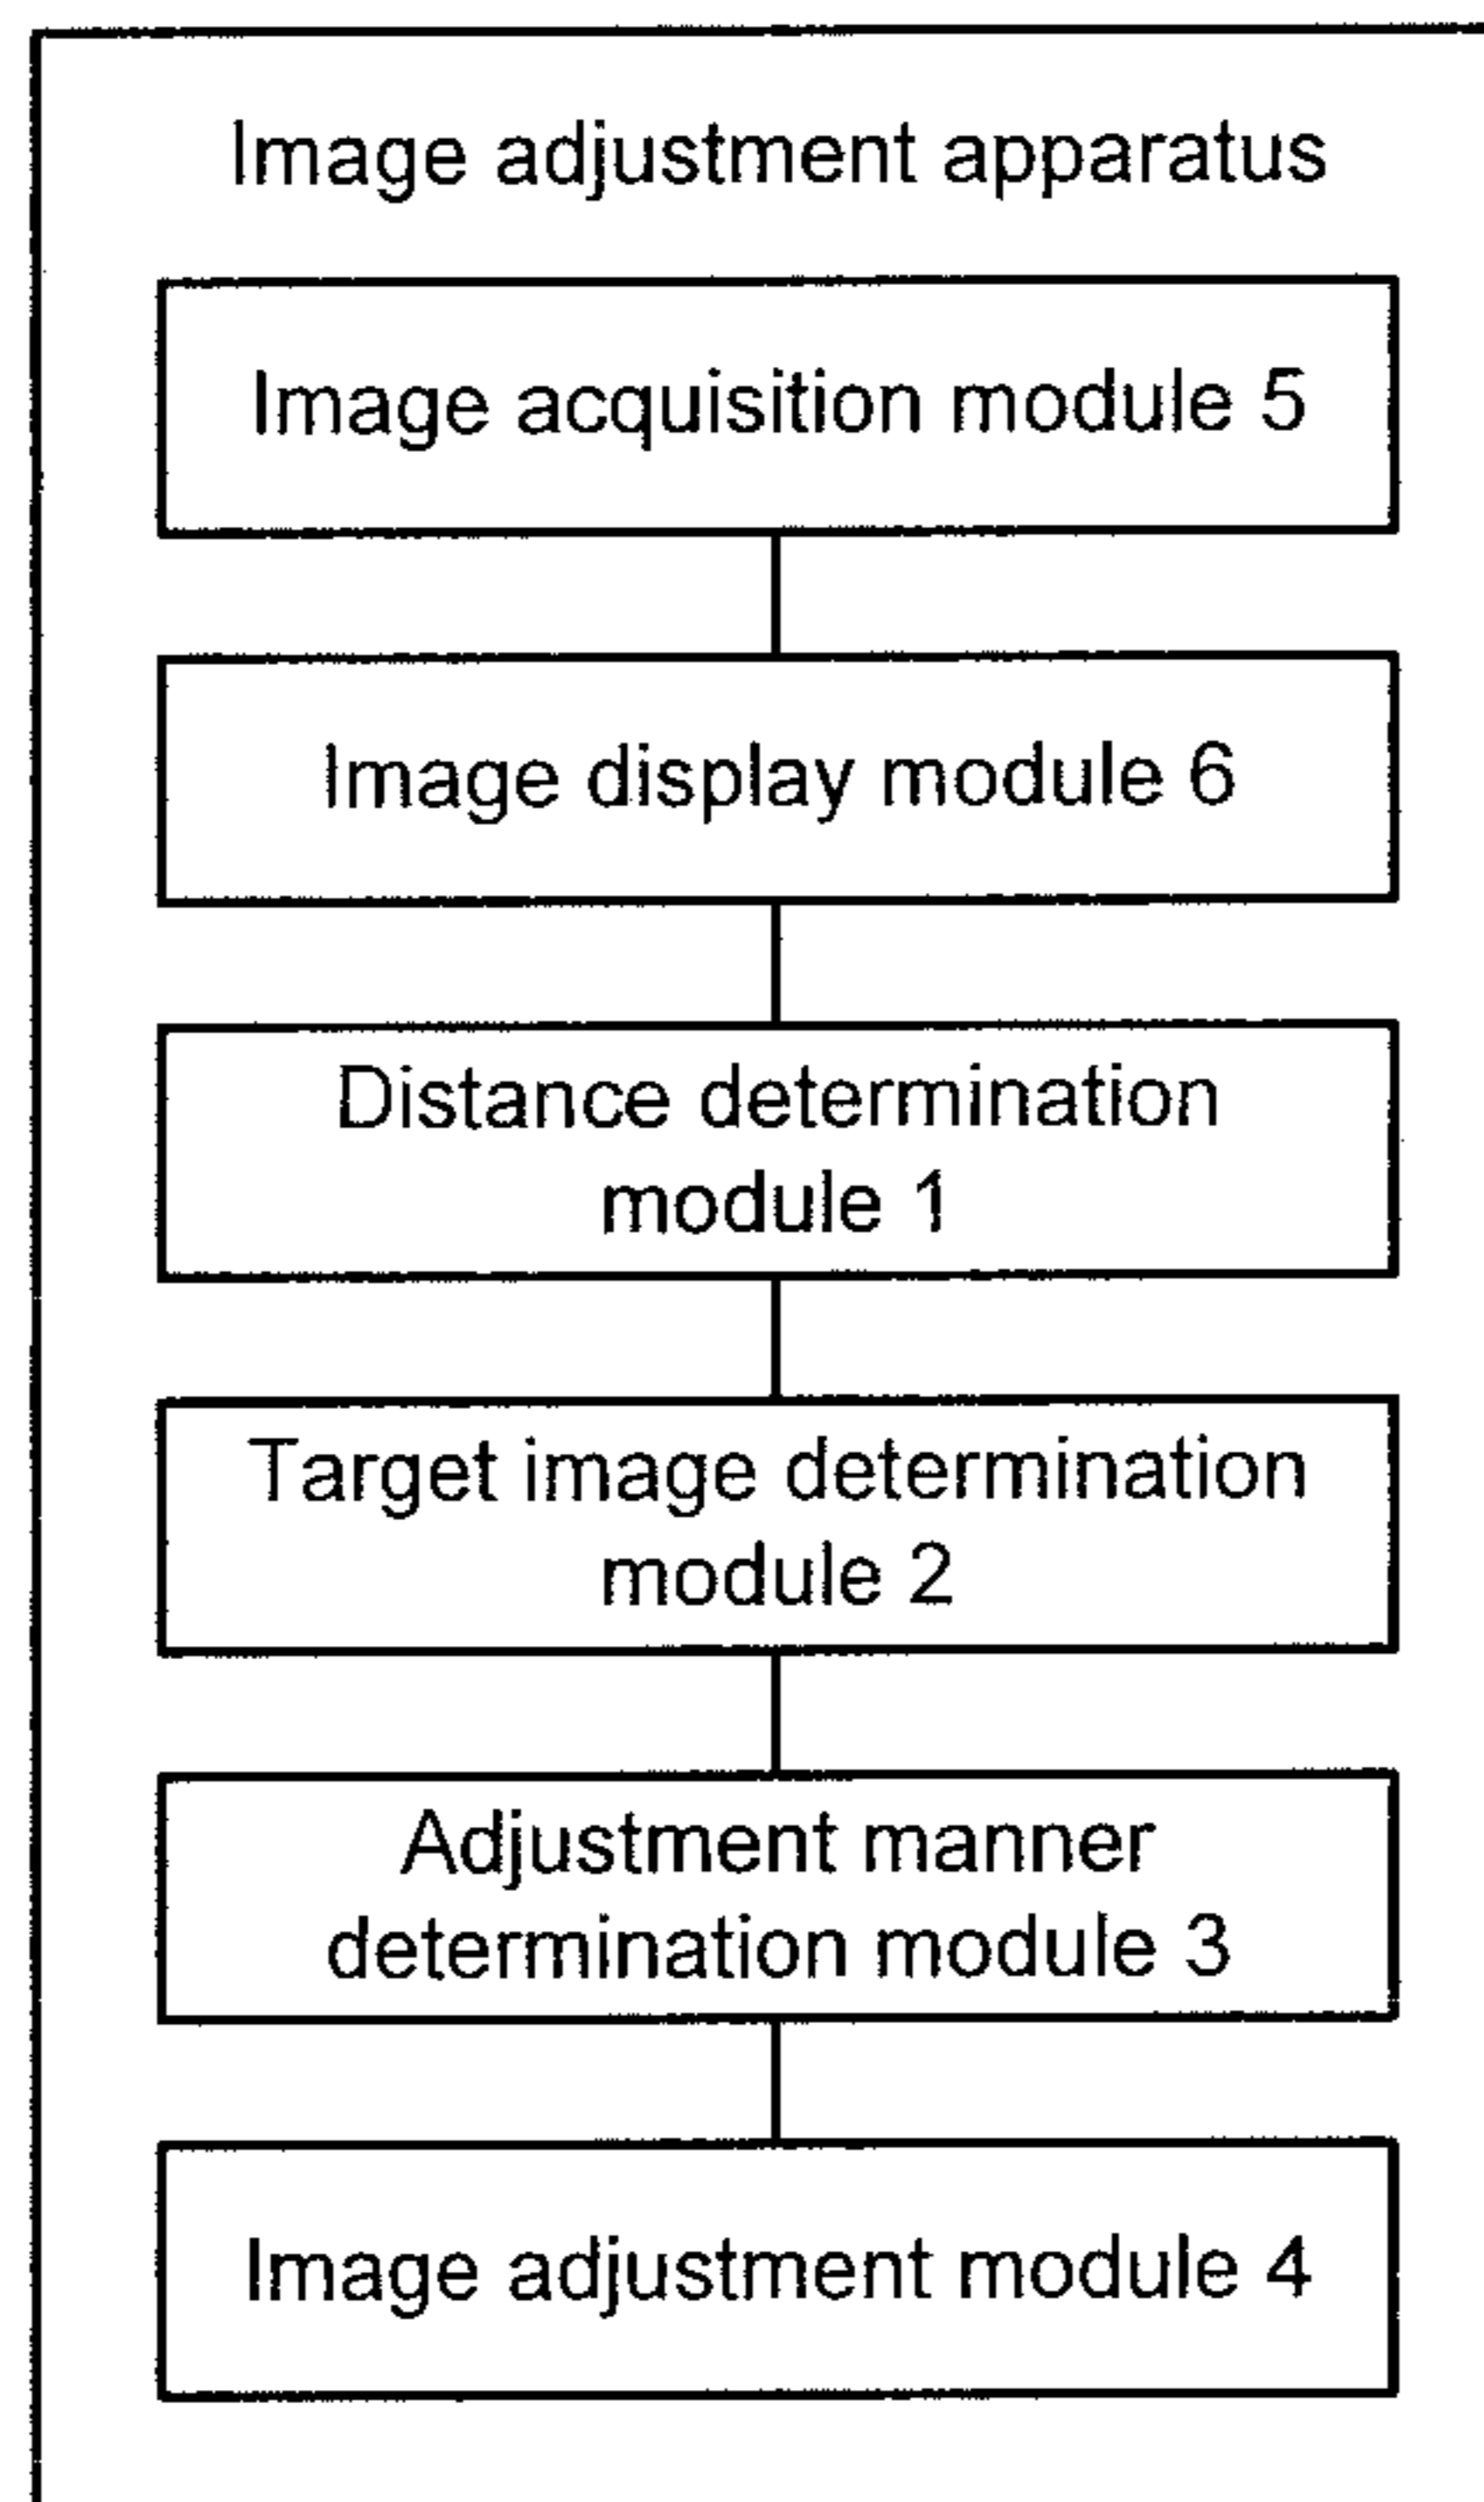 Image adjustment apparatus
Image acquisition module 5
Image display module 6
Distance determination
module 1
Target image determination
module 2
Adjustment manner
determination module 3
Image adjustment module 4